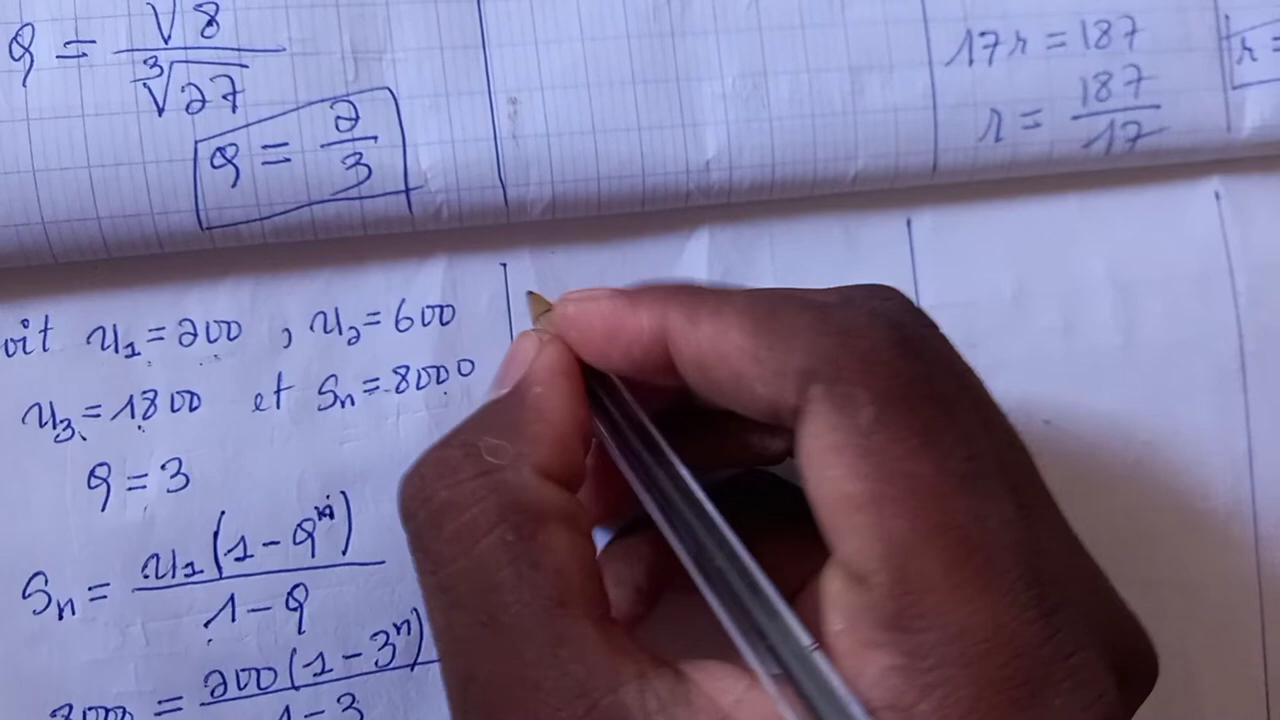 q = √8 / ∛27
q = 2/3
17r = 187
r = 187/17
r =
oit u₁ = 200 , u₂ = 600
u₃ = 1800 et Sn = 8000
q = 3
Sn = u₁(1 - qⁿ) / 1 - q
8000 = 200(1 - 3ⁿ) / 1 - 3